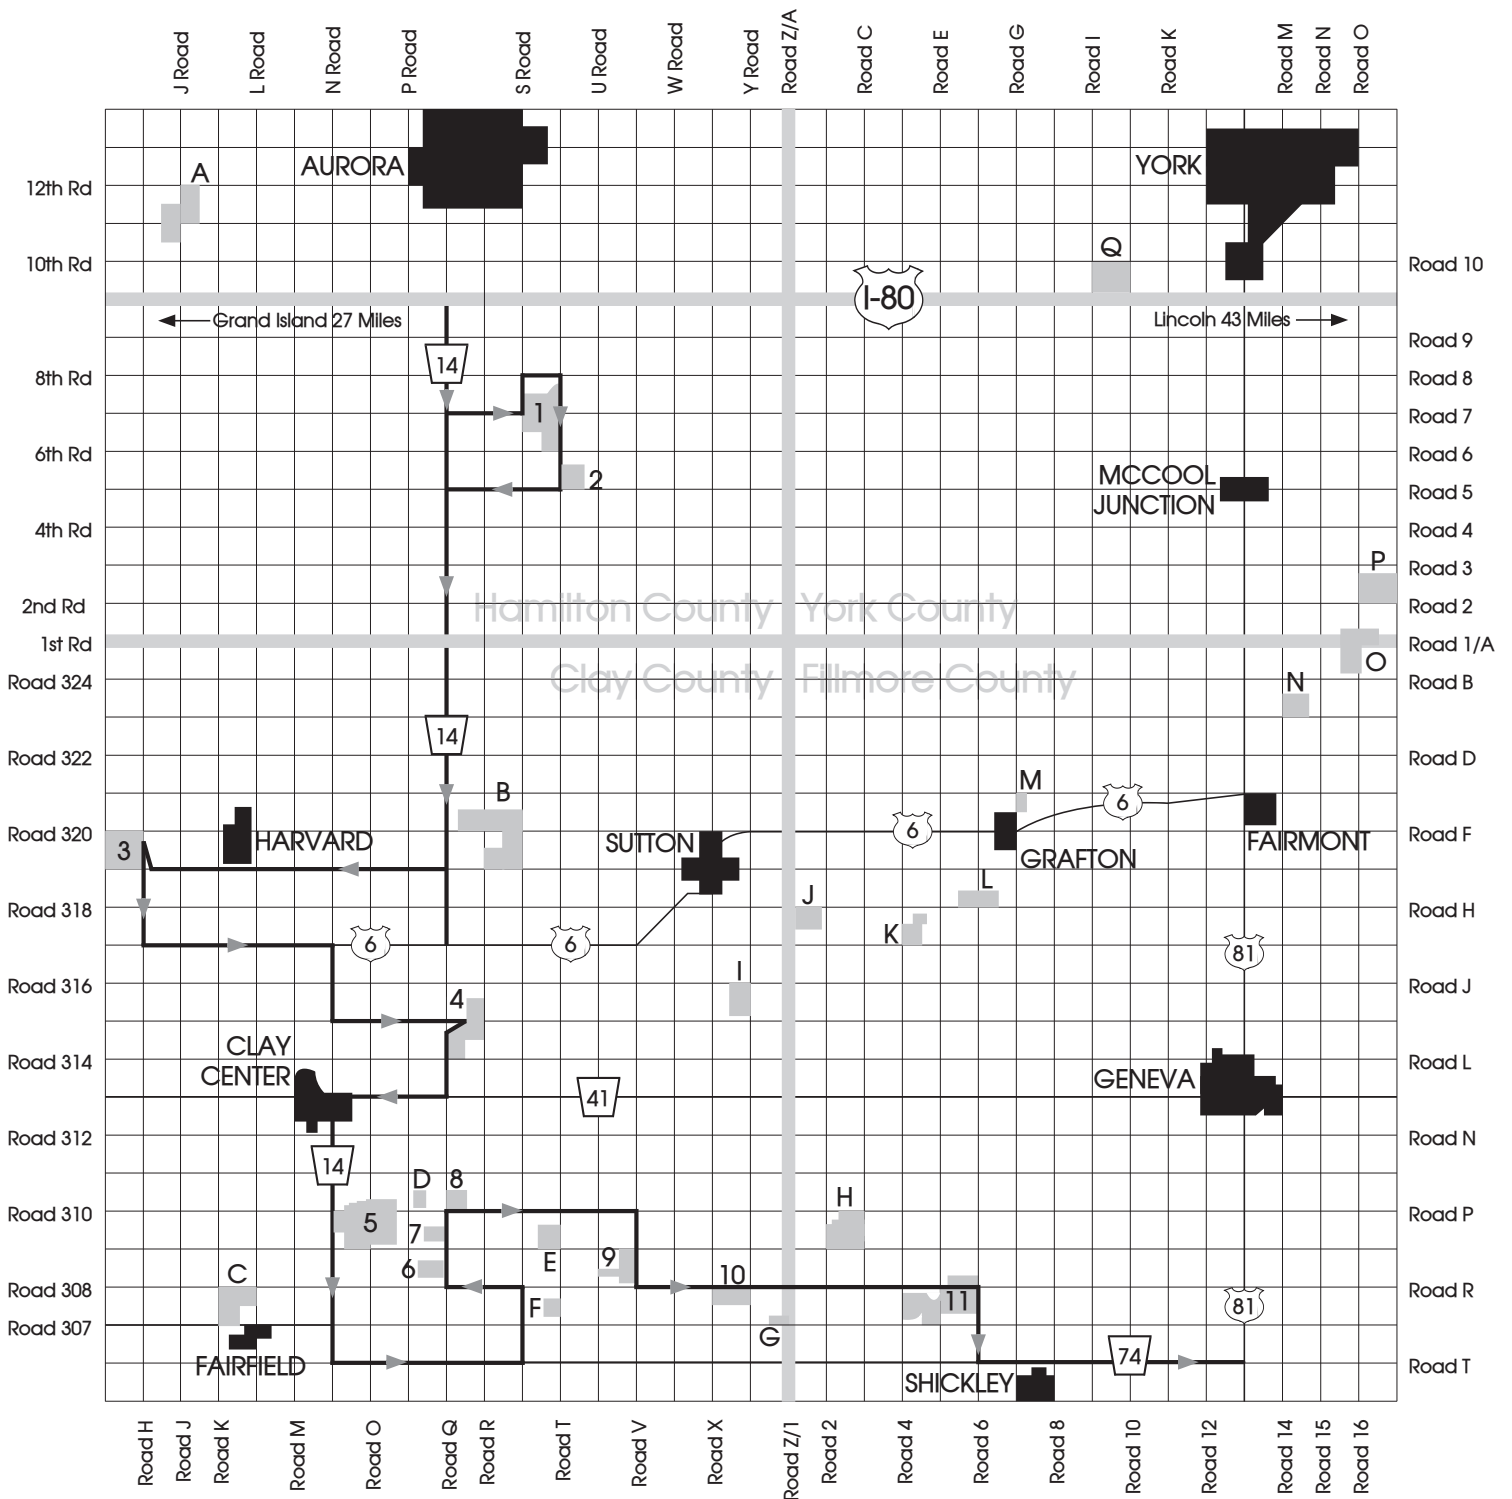 J Road
L Road
N Road
P Road
S Road
U Road
W Road
Y Road
Road Z/A
Road C
Road E
Road G
Road I
Road K
Road M
Road N
Road O
A
AURORA
YORK
12th Rd
Q
10th Rd
Road 10
I-80
Grand Island 27 Miles
Lincoln 43 Miles
Road 9
14
8th Rd
Road 8
1
Road 7
6th Rd
Road 6
2
MCCOOL
JUNCTION
Road 5
4th Rd
Road 4
P
Road 3
2nd Rd
Hamilton County
York County
Road 2
1st Rd
Road 1/A
O
Road 324
Clay County
Fillmore County
N
Road B
14
Road 322
Road D
M
B
6
Road 320
HARVARD
SUTTON
6
FAIRMONT
Road F
3
GRAFTON
L
J
Road 318
Road H
K
6
6
81
I
Road 316
Road J
4
CLAY
CENTER
Road 314
GENEVA
Road L
41
Road 312
Road N
14
D
8
H
Road 310
5
7
Road P
E
9
6
C
10
Road 308
Road R
F
11
81
Road 307
G
FAIRFIELD
74
Road T
SHICKLEY
Road H
Road J
Road K
Road M
Road O
Road Q
Road R
Road T
Road V
Road X
Road Z/1
Road 2
Road 4
Road 6
Road 8
Road 10
Road 12
Road 14
Road 15
Road 16